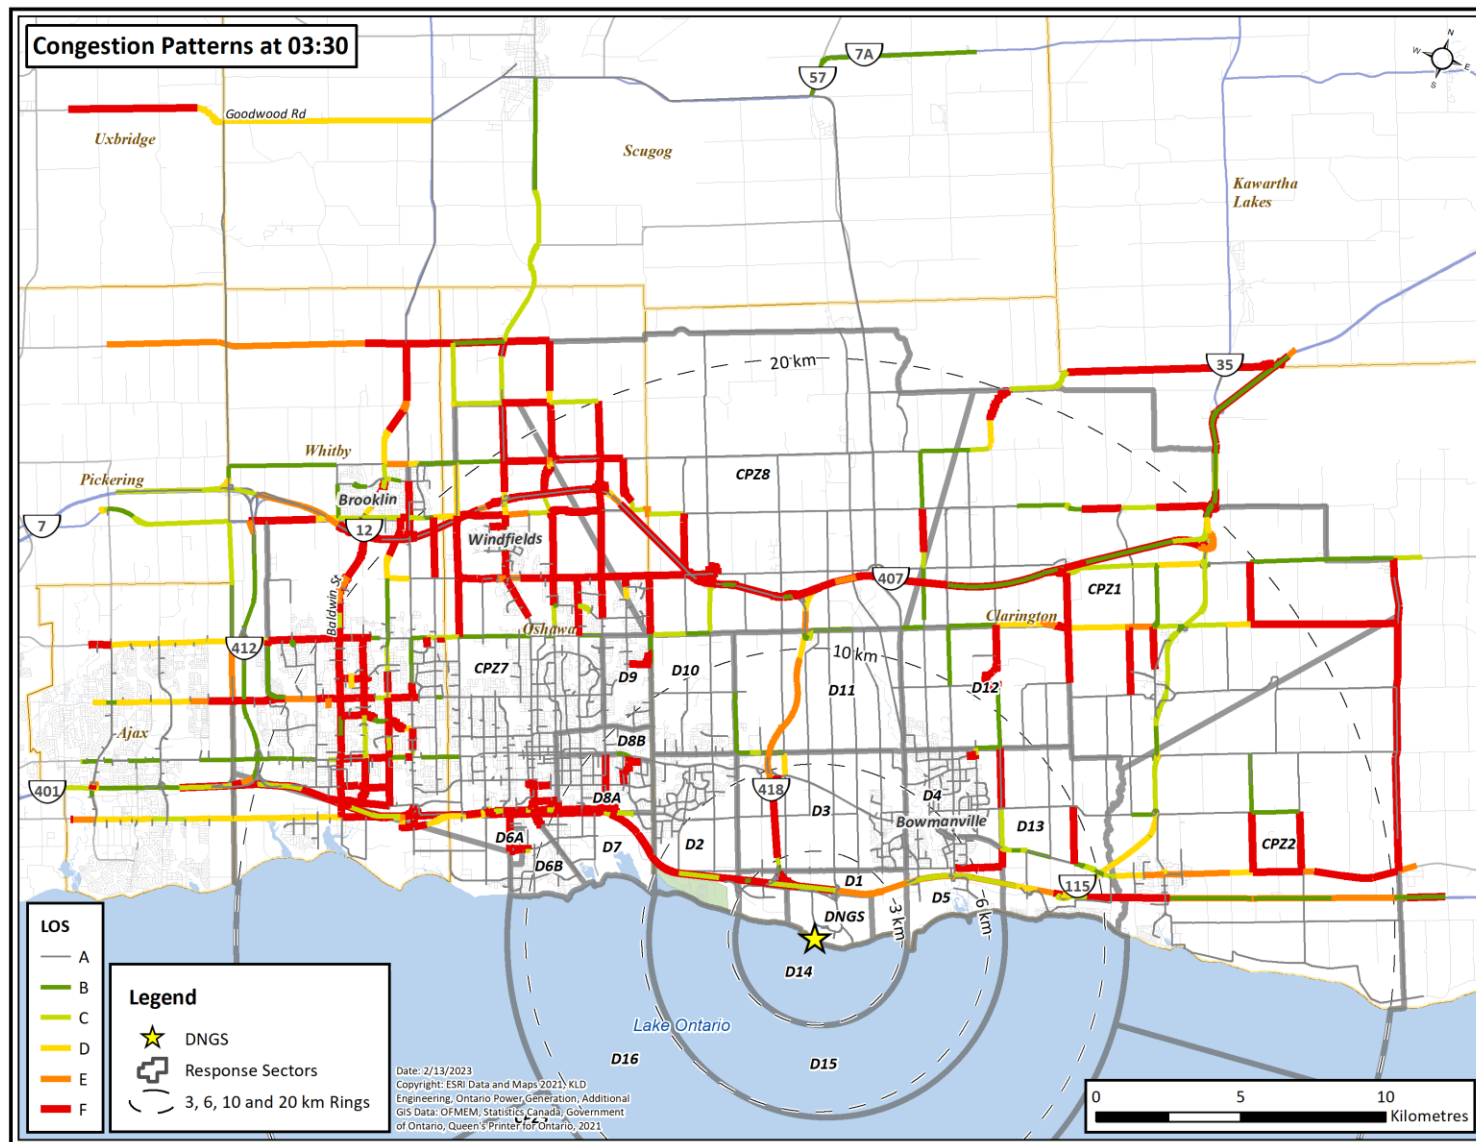 Congestion Patterns at 03:30
N
W
E
S
7A
57
Goodwood Rd
Uxbridge
Scugog
Kawartha
Lakes
20 km
35
Whitby
Pickering
CPZ8
Brooklin
7
12
Windfields
407
Baldwin St
CPZ1
Clarington
Oshawa
412
10 km
CPZ7
D9
D10
D11
D12
Ajax
D8B
401
418
D8A
D3
D4
Bowmanville
D13
D6A
D7
D2
CPZ2
D6B
D1
115
D5
DNGS
3 km
6 km
D14
Lake Ontario
D16
D15
LOS
A
B
C
D
E
F
Legend
DNGS
Response Sectors
3, 6, 10 and 20 km Rings
Date: 2/13/2023
Copyright: ESRI Data and Maps 2021, KLD
Engineering, Ontario Power Generation, Additional
GIS Data: OFMEM, Statistics Canada, Government
of Ontario, Queen's Printer for Ontario, 2021
0
5
10
Kilometres